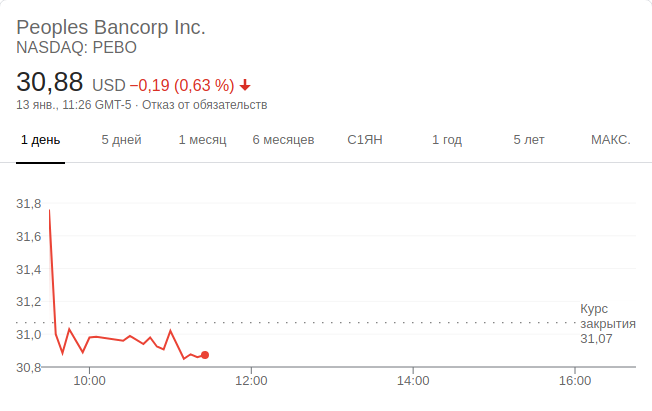 Peoples Bancorp Inc.
NASDAQ: PEBO
30,88 USD −0,19 (0,63 %)
13 янв., 11:26 GMT-5 · Отказ от обязательств
1 день 5 дней 1 месяц 6 месяцев С1ЯН 1 год 5 лет МАКС.
31,8
31,6
31,4
31,2
31,0
30,8
Курс
закрытия
31,07
10:00 12:00 14:00 16:00